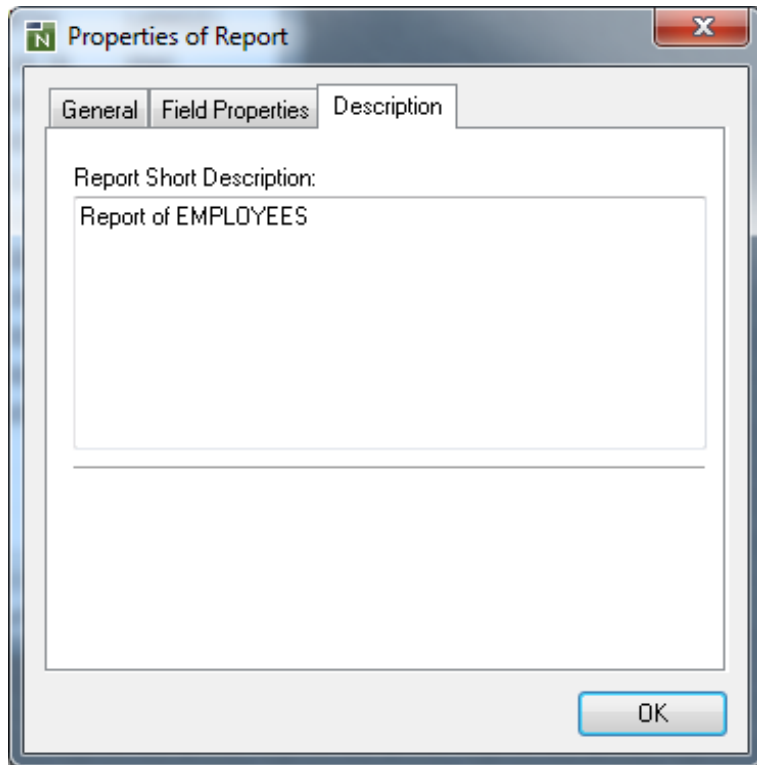 Properties of Report
General Field Properties Description
Report Short Description:
Report of EMPLOYEES
OK